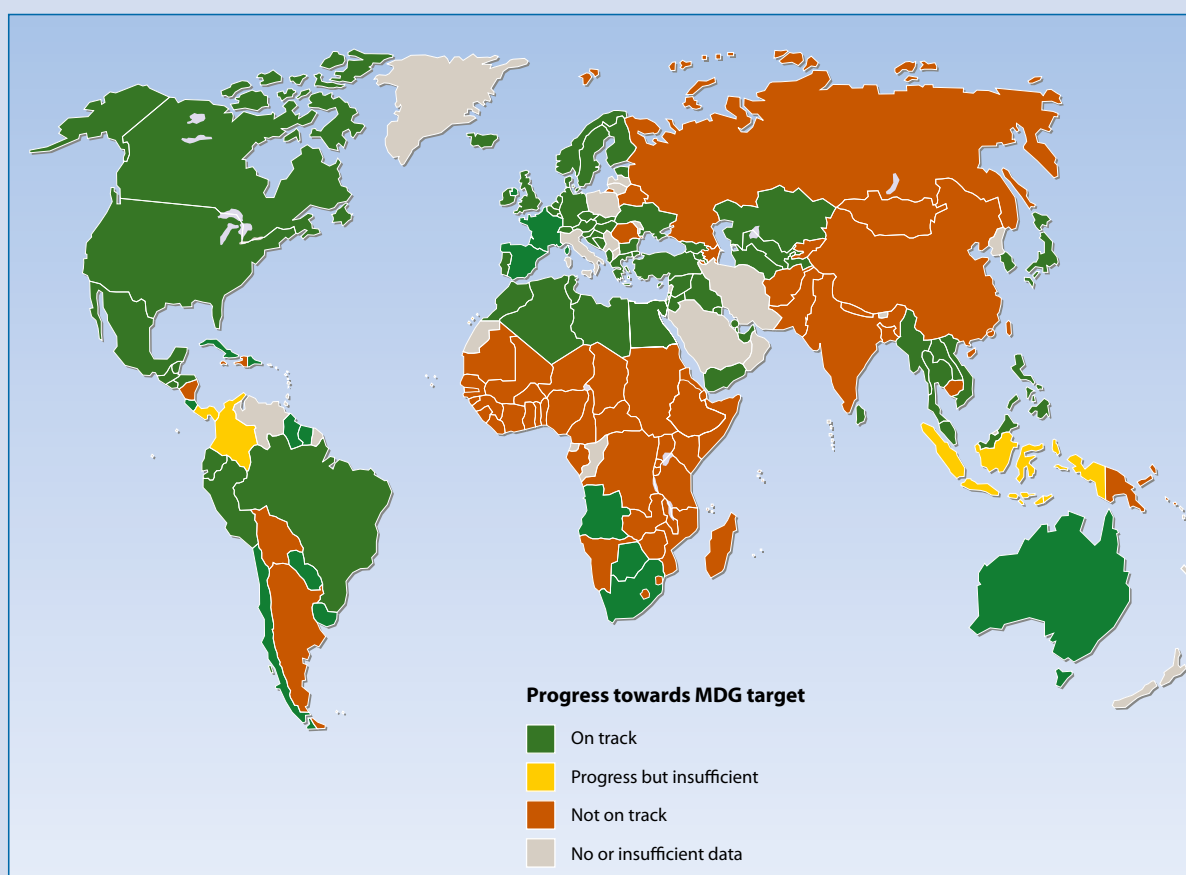 Progress towards MDG target
On track
Progress but insufficient
Not on track
No or insufficient data